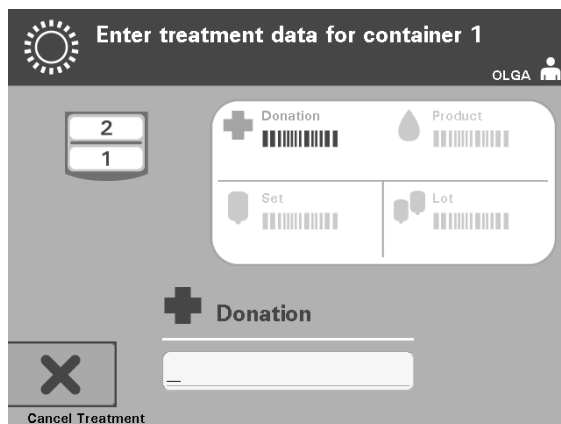 Enter treatment data for container 1
OLGA
2
1
Donation
Product
Set
Lot
Donation
_
Cancel Treatment